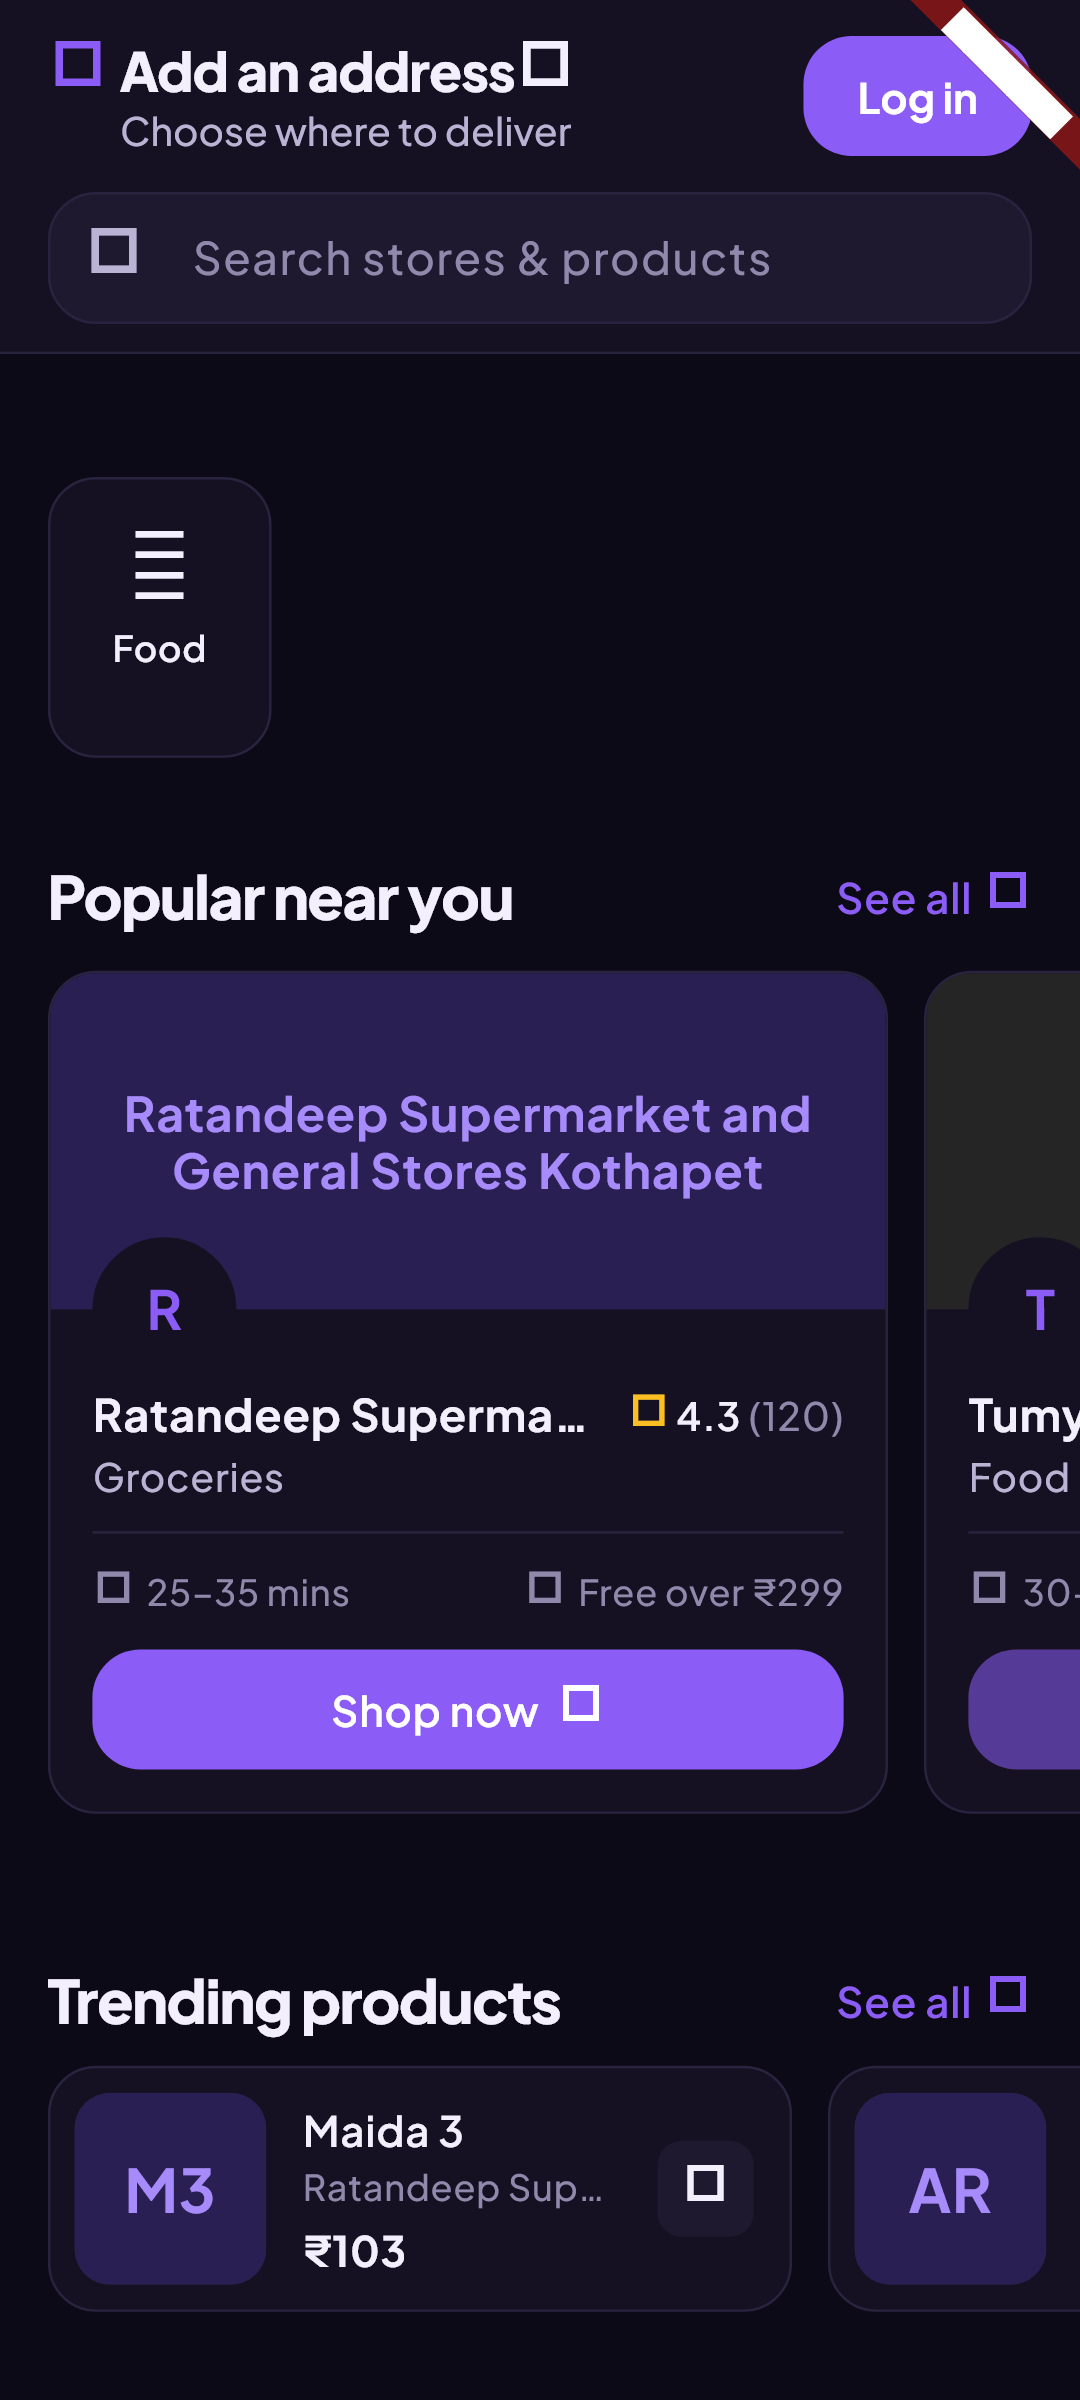 Add an address
Log in
Choose where to deliver
Search stores & products
Food
Popular near you
See all
Ratandeep Supermarket and
General Stores Kothapet
R
T
Ratandeep Superma…
4.3 (120)
Groceries
25–35 mins
Free over ₹299
Shop now
Tumy
Food
30-
Trending products
See all
M3
Maida 3
Ratandeep Sup…
₹103
AR